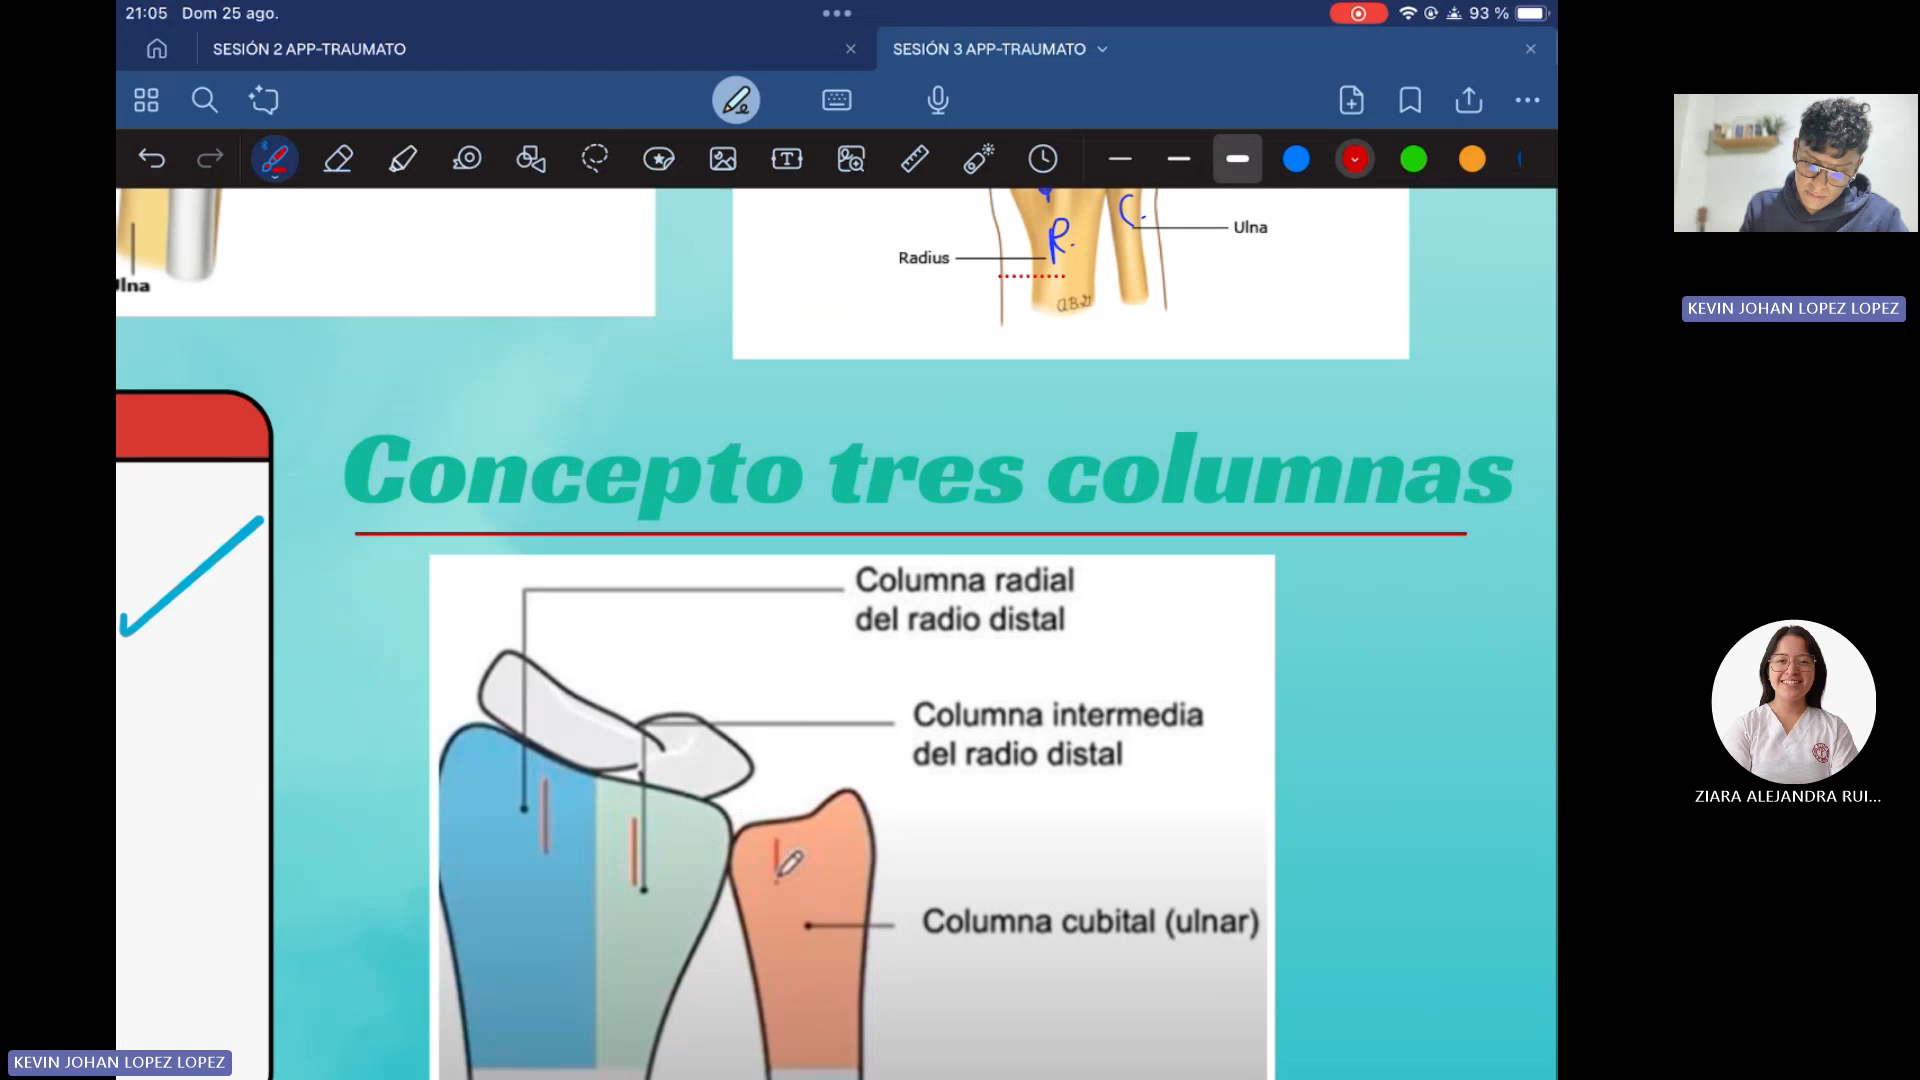 21:05 Dom 25 ago.
93 %
SESIÓN 2 APP-TRAUMATO
SESIÓN 3 APP-TRAUMATO
C.
Ulna
R.
Radius
lna
Concepto tres columnas
Columna radial
del radio distal
Columna intermedia
del radio distal
Columna cubital (ulnar)
KEVIN JOHAN LOPEZ LOPEZ
ZIARA ALEJANDRA RUI...
KEVIN JOHAN LOPEZ LOPEZ